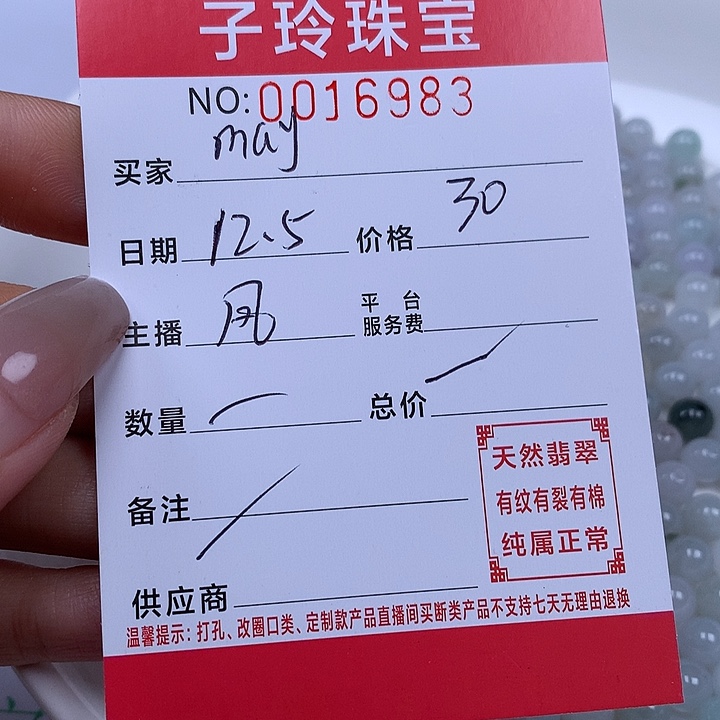 子玲珠宝
NO: 0016983
买家 may
日期 12.5 价格 30
主播 凤 平台服务费
数量 一 总价
备注
供应商
天然翡翠
有纹有裂有棉
纯属正常
温馨提示: 打孔、改圈口类、定制款产品直播间买断类产品不支持七天无理由退换